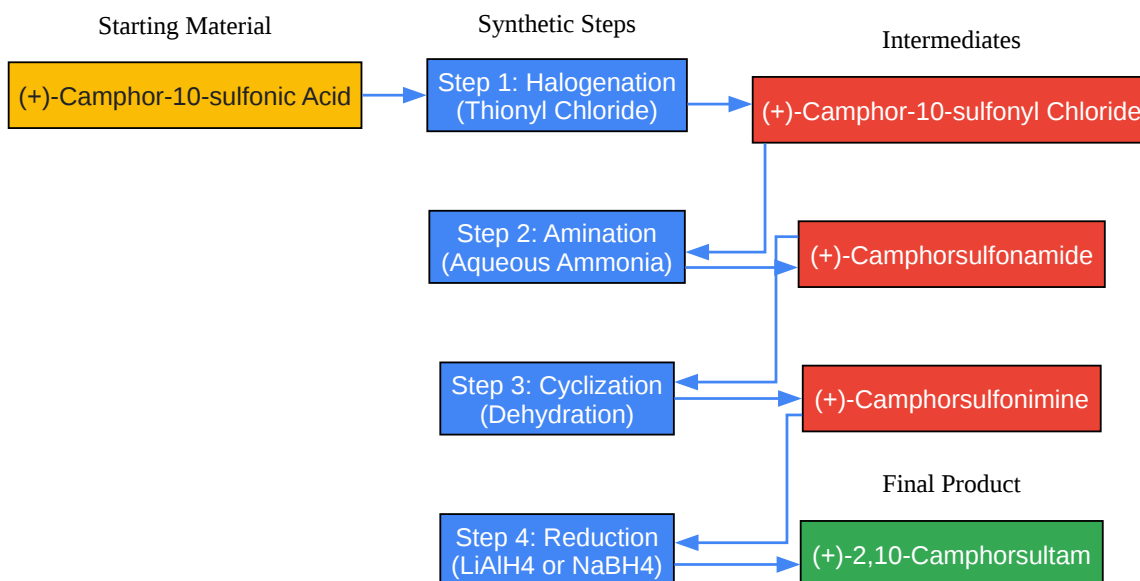 Starting Material
Synthetic Steps
Intermediates
(+)-Camphor-10-sulfonic Acid
Step 1: Halogenation
(Thionyl Chloride)
(+)-Camphor-10-sulfonyl Chloride
Step 2: Amination
(Aqueous Ammonia)
(+)-Camphorsulfonamide
Step 3: Cyclization
(Dehydration)
(+)-Camphorsulfonimine
Final Product
Step 4: Reduction
(LiAlH4 or NaBH4)
(+)-2,10-Camphorsultam